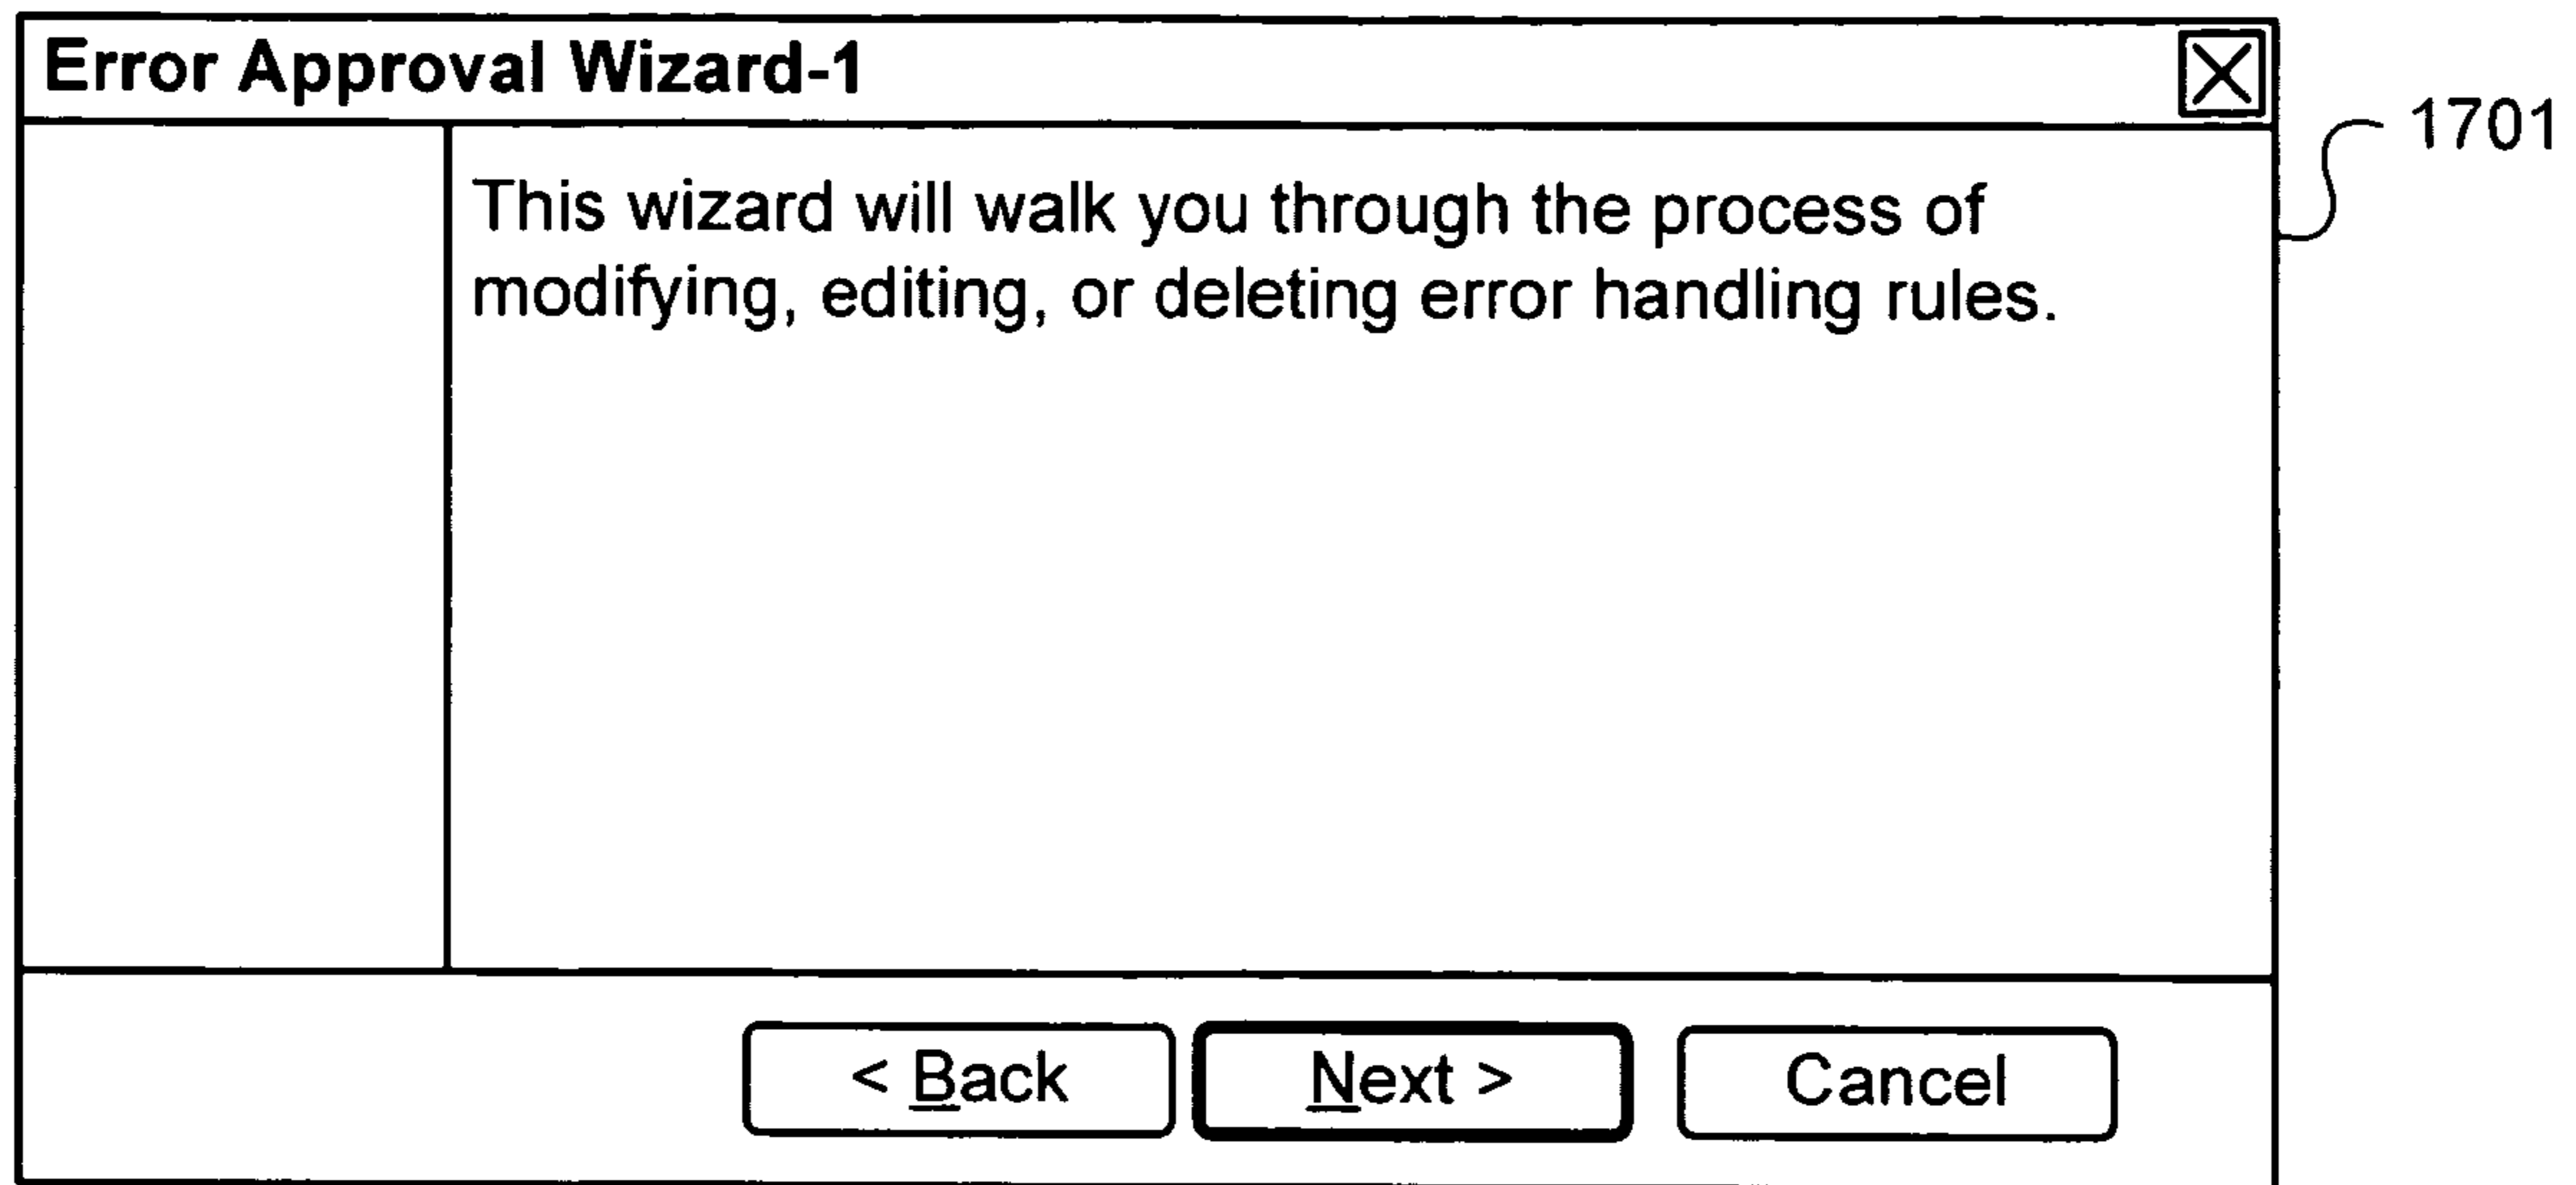 Error Approval Wizard-1
1701
This wizard will walk you through the process of
modifying, editing, or deleting error handling rules.
< Back
Next >
Cancel